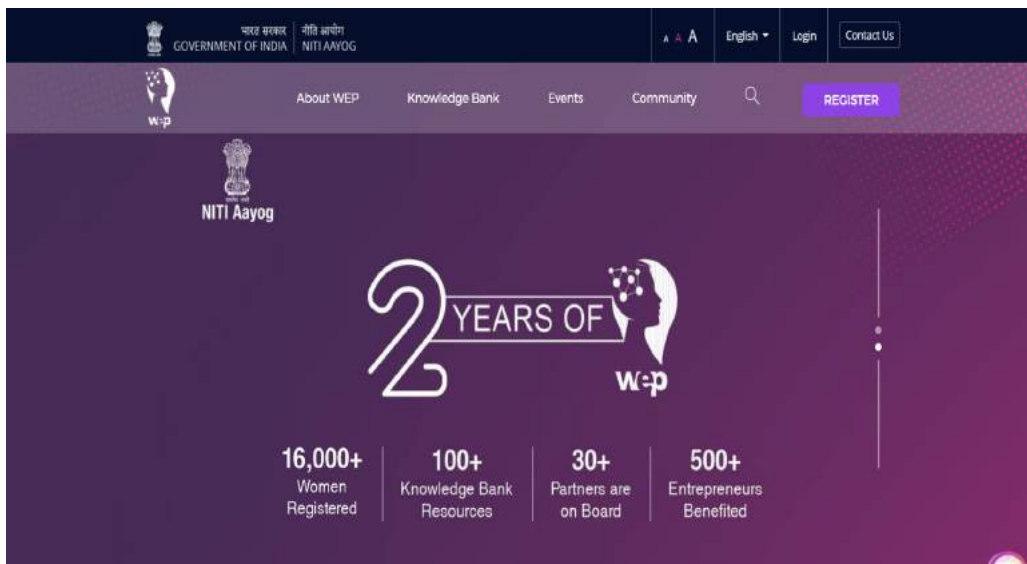 भारत सरकार नीति आयोग
GOVERNMENT OF INDIA NITI AAYOG
A A A
English
Login
Contact Us
wep
About WEP
Knowledge Bank
Events
Community
REGISTER
NITI Aayog
2 YEARS OF
wep
16,000+
Women
Registered
100+
Knowledge Bank
Resources
30+
Partners are
on Board
500+
Entrepreneurs
Benefited